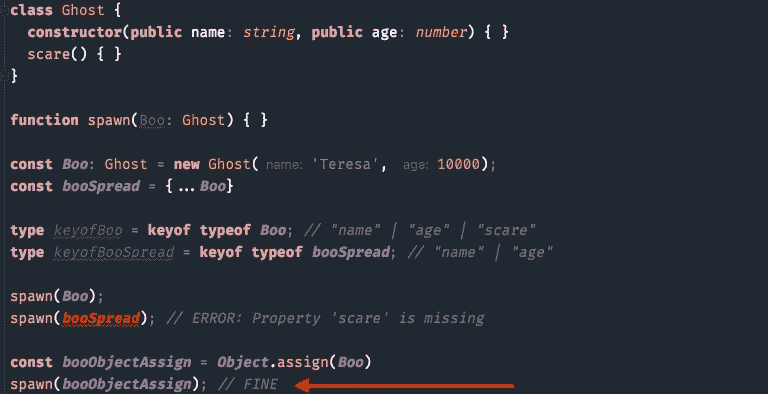 class Ghost {
constructor(public name: string, public age: number) { }
scare() { }
}
function spawn(Boo: Ghost) { }
const Boo: Ghost = new Ghost( name: 'Teresa', age: 10000);
const booSpread = {...Boo}
type keyofBoo = keyof typeof Boo; // "name" | "age" | "scare"
type keyofBooSpread = keyof typeof booSpread; // "name" | "age"
spawn(Boo);
spawn(booSpread); // ERROR: Property 'scare' is missing
const booObjectAssign = Object.assign(Boo)
spawn(booObjectAssign); // FINE